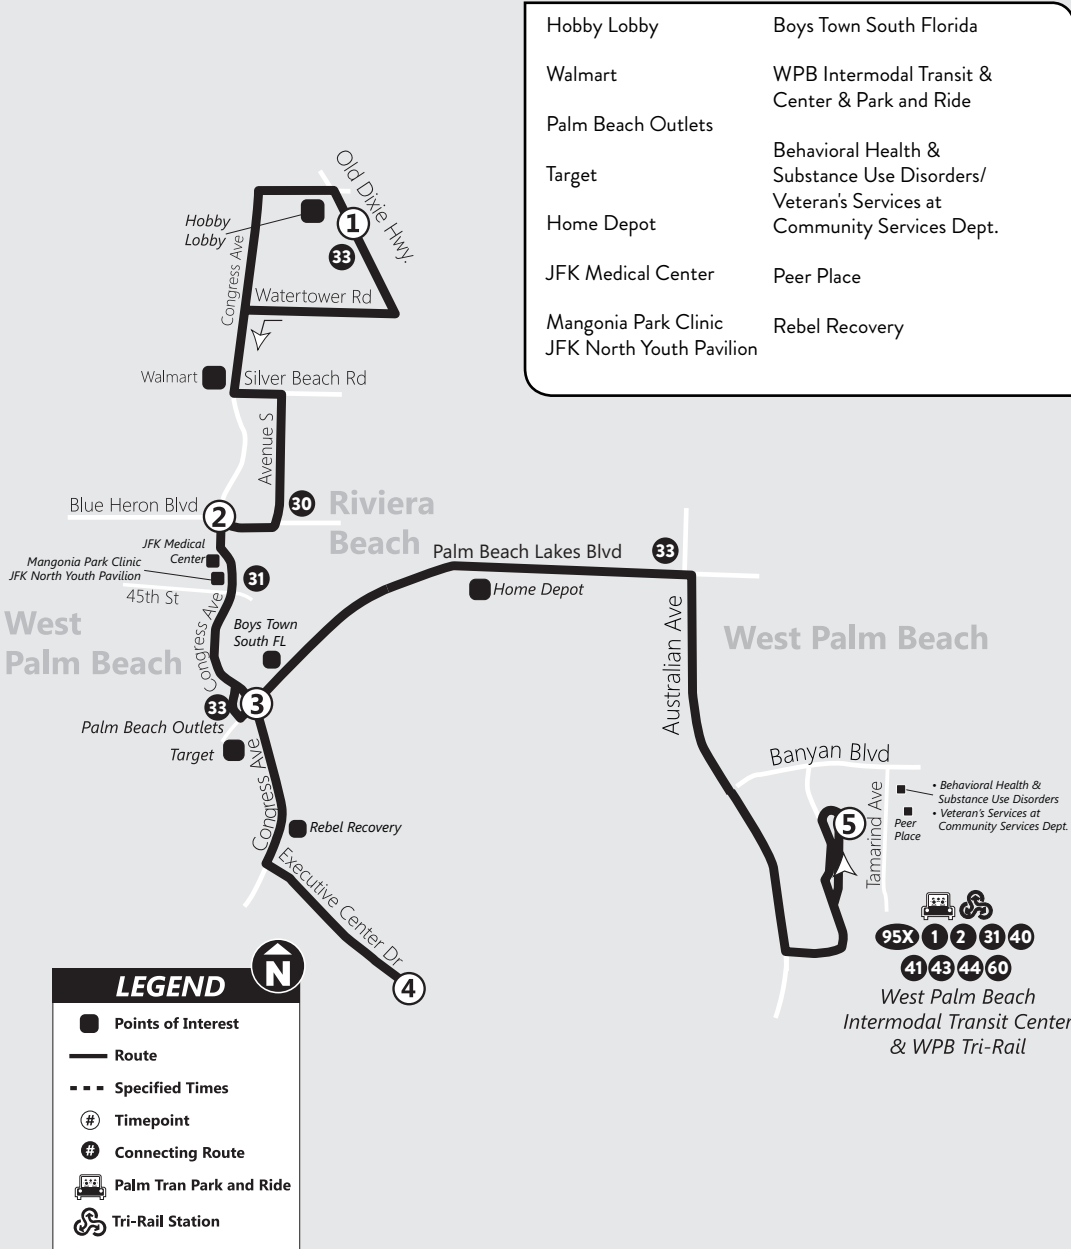 Hobby Lobby
Walmart
Palm Beach Outlets
Target
Home Depot
JFK Medical Center
Mangonia Park Clinic
JFK North Youth Pavilion
Boys Town South Florida
WPB Intermodal Transit &
Center & Park and Ride
Behavioral Health &
Substance Use Disorders/
Veteran's Services at
Community Services Dept.
Peer Place
Rebel Recovery
Old Dixie Hwy.
Hobby
Lobby
1
33
Congress Ave
Watertower Rd
Walmart
Silver Beach Rd
Avenue S
Blue Heron Blvd
2
30
Riviera
Beach
JFK Medical
Center
Mangonia Park Clinic
JFK North Youth Pavilion
31
45th St
Congress Ave
West
Palm Beach
Boys Town
South FL
33
3
Palm Beach Outlets
Target
Palm Beach Lakes Blvd
33
Home Depot
Australian Ave
West Palm Beach
Congress Ave
Rebel Recovery
Executive Center Dr
4
Banyan Blvd
5
Tamarind Ave
• Behavioral Health &
Substance Use Disorders
• Veteran's Services at
Community Services Dept.
Peer
Place
95X 1 2 31 40
41 43 44 60
West Palm Beach
Intermodal Transit Center
& WPB Tri-Rail
N
LEGEND
Points of Interest
Route
Specified Times
# Timepoint
# Connecting Route
Palm Tran Park and Ride
Tri-Rail Station